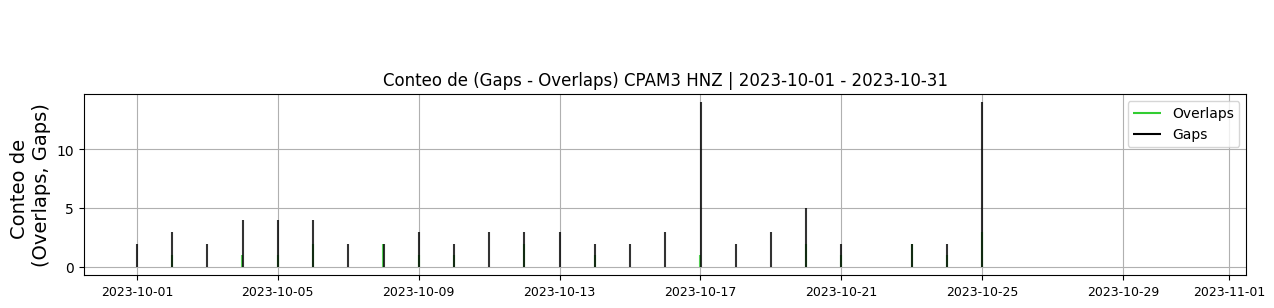 Conteo de (Gaps - Overlaps) CPAM3 HNZ | 2023-10-01 - 2023-10-31
Conteo de
(Overlaps, Gaps)
10
5
0
Overlaps
Gaps
2023-10-01 2023-10-05 2023-10-09 2023-10-13 2023-10-17 2023-10-21 2023-10-25 2023-10-29 2023-11-01